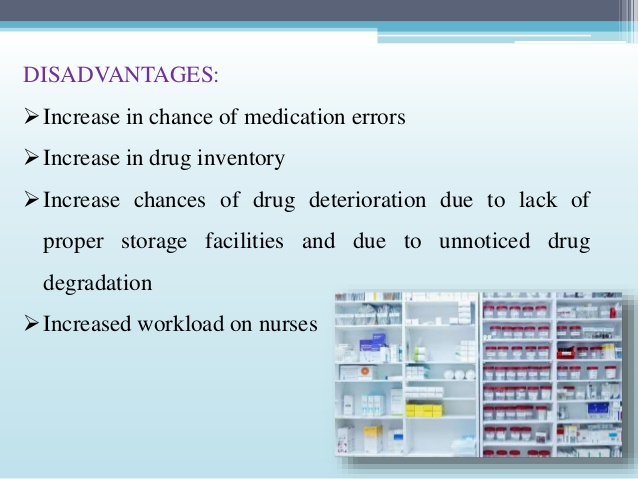 DISADVANTAGES:
➢Increase in chance of medication errors
➢Increase in drug inventory
➢Increase chances of drug deterioration due to lack of
proper storage facilities and due to unnoticed drug
degradation
➢Increased workload on nurses